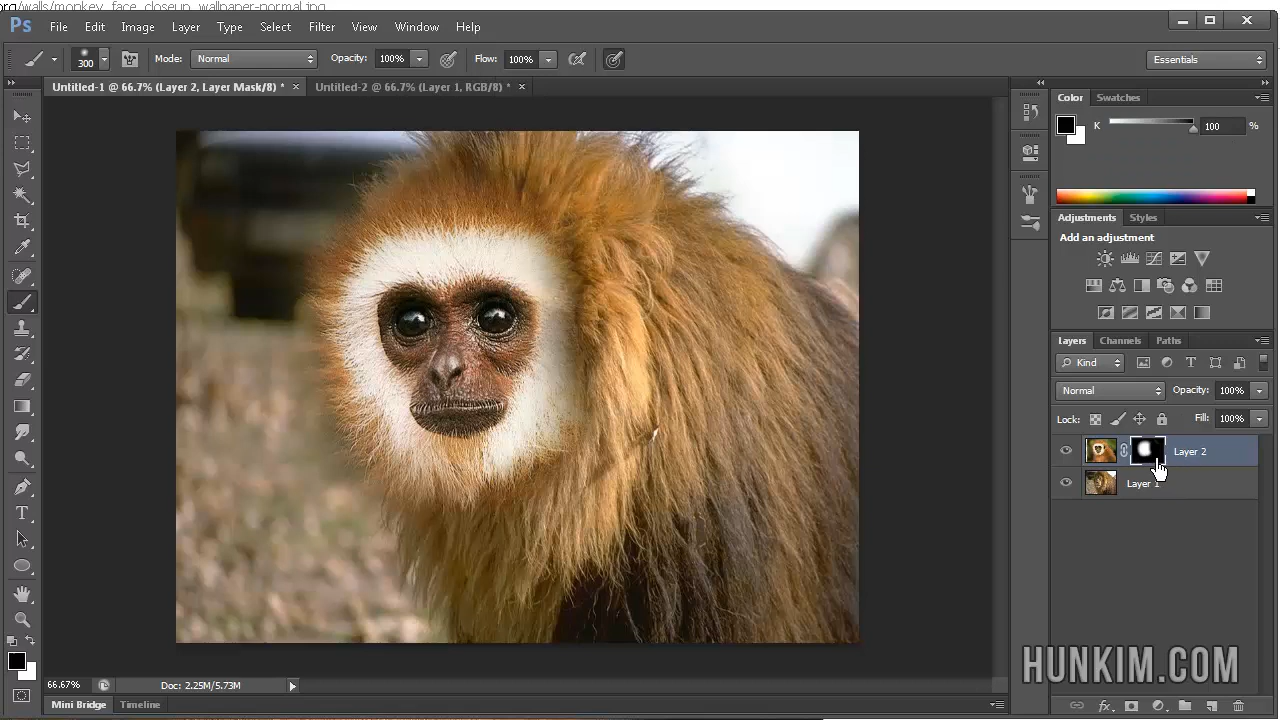 org/walls/monkey_face_closeup_wallpaper-normal.jpg
Ps File Edit Image Layer Type Select Filter View Window Help
300 Mode: Normal Opacity: 100% Flow: 100% Essentials
Untitled-1 @ 66.7% (Layer 2, Layer Mask/8) * × Untitled-2 @ 66.7% (Layer 1, RGB/8) * ×
Color Swatches
K 100 %
Adjustments Styles
Add an adjustment
Layers Channels Paths
Kind
Normal Opacity: 100%
Lock: Fill: 100%
Layer 2
Layer 1
HUNKIM.COM
66.67% Doc: 2.25M/5.73M
Mini Bridge Timeline
fx